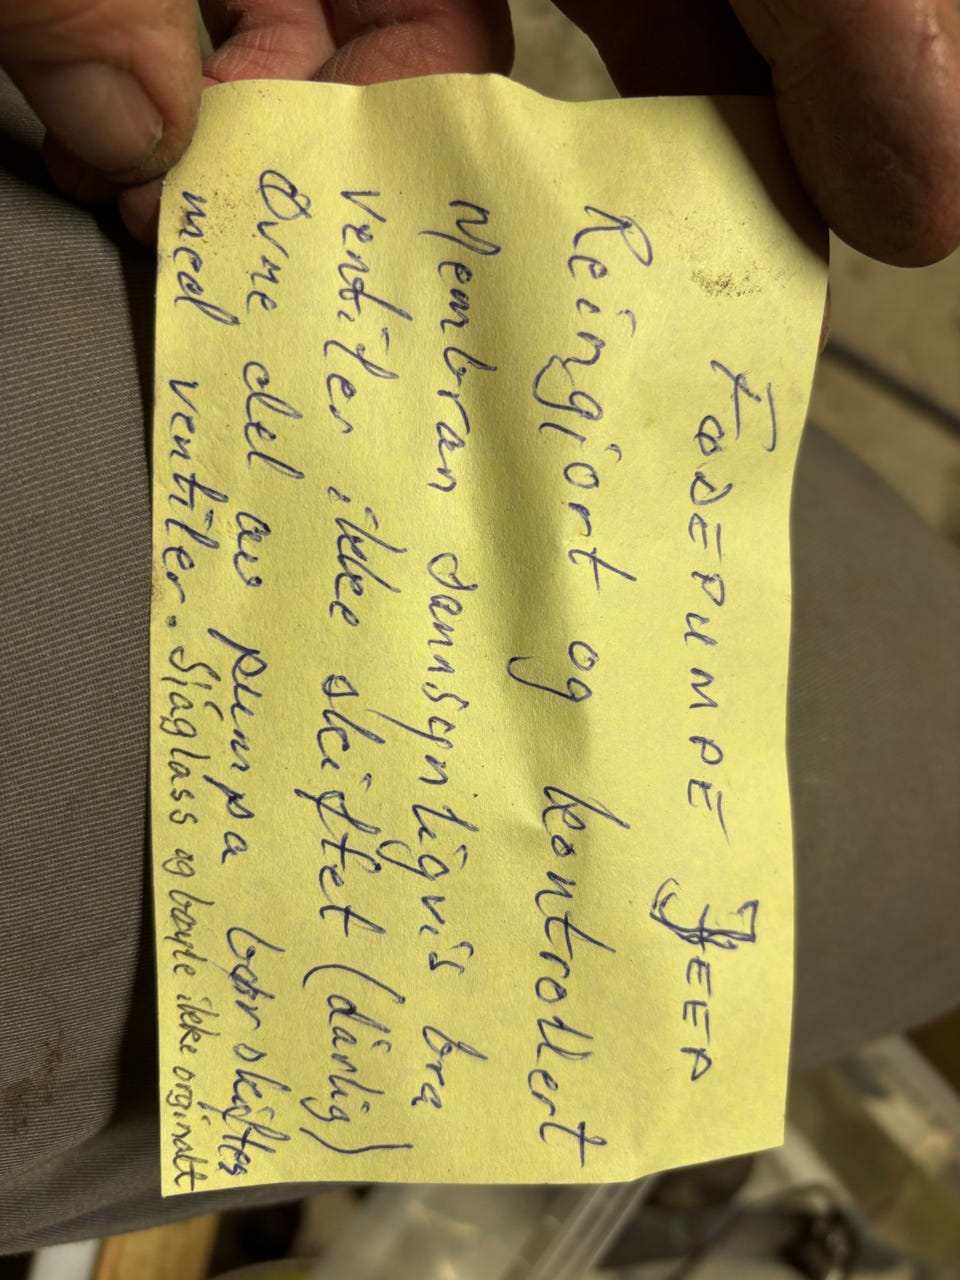 FØDEPUMPE JEEP
Reingjort og kontrollert
Membran sannsynligvis bra
Ventiler ikke skiftet (dårlig)
Øvre del av pumpa bør skiftes
med ventiler. Siåglass og bøyle ikke orginalt